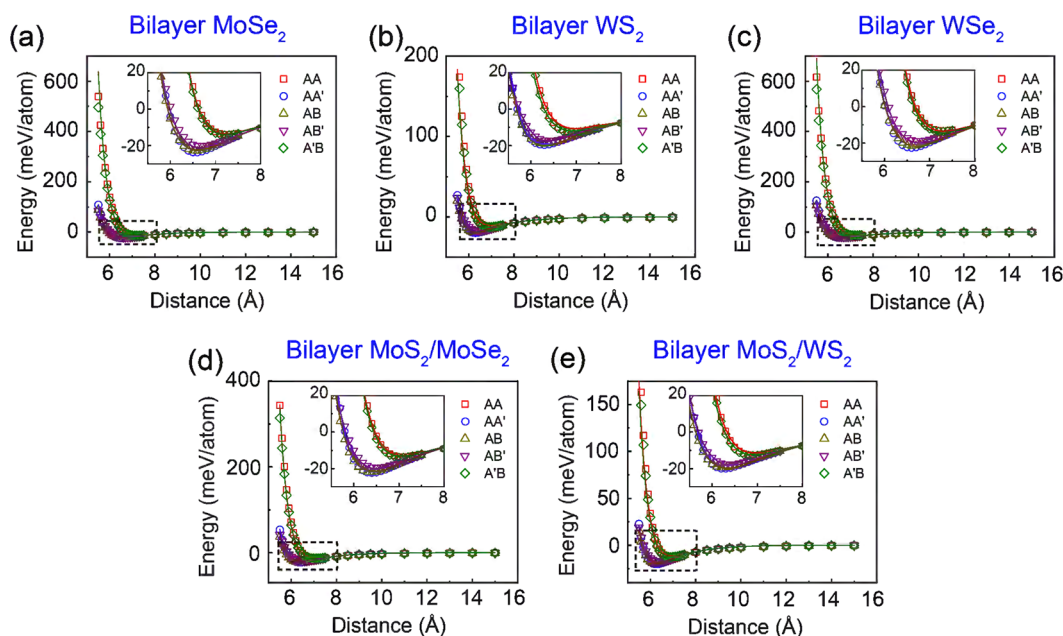 (a) Bilayer MoSe₂
Energy (meV/atom)
600
400
200
0
6 8 10 12 14 16
Distance (Å)
20
0
-20
6 7 8
AA
AA'
AB
AB'
A'B
(b) Bilayer WS₂
Energy (meV/atom)
200
100
0
6 8 10 12 14 16
Distance (Å)
20
0
-20
6 7 8
AA
AA'
AB
AB'
A'B
(c) Bilayer WSe₂
Energy (meV/atom)
600
400
200
0
6 8 10 12 14 16
Distance (Å)
20
0
-20
6 7 8
AA
AA'
AB
AB'
A'B
(d) Bilayer MoS₂/MoSe₂
Energy (meV/atom)
400
200
0
6 8 10 12 14 16
Distance (Å)
20
0
-20
6 7 8
AA
AA'
AB
AB'
A'B
(e) Bilayer MoS₂/WS₂
Energy (meV/atom)
150
100
50
0
6 8 10 12 14 16
Distance (Å)
20
0
-20
6 7 8
AA
AA'
AB
AB'
A'B